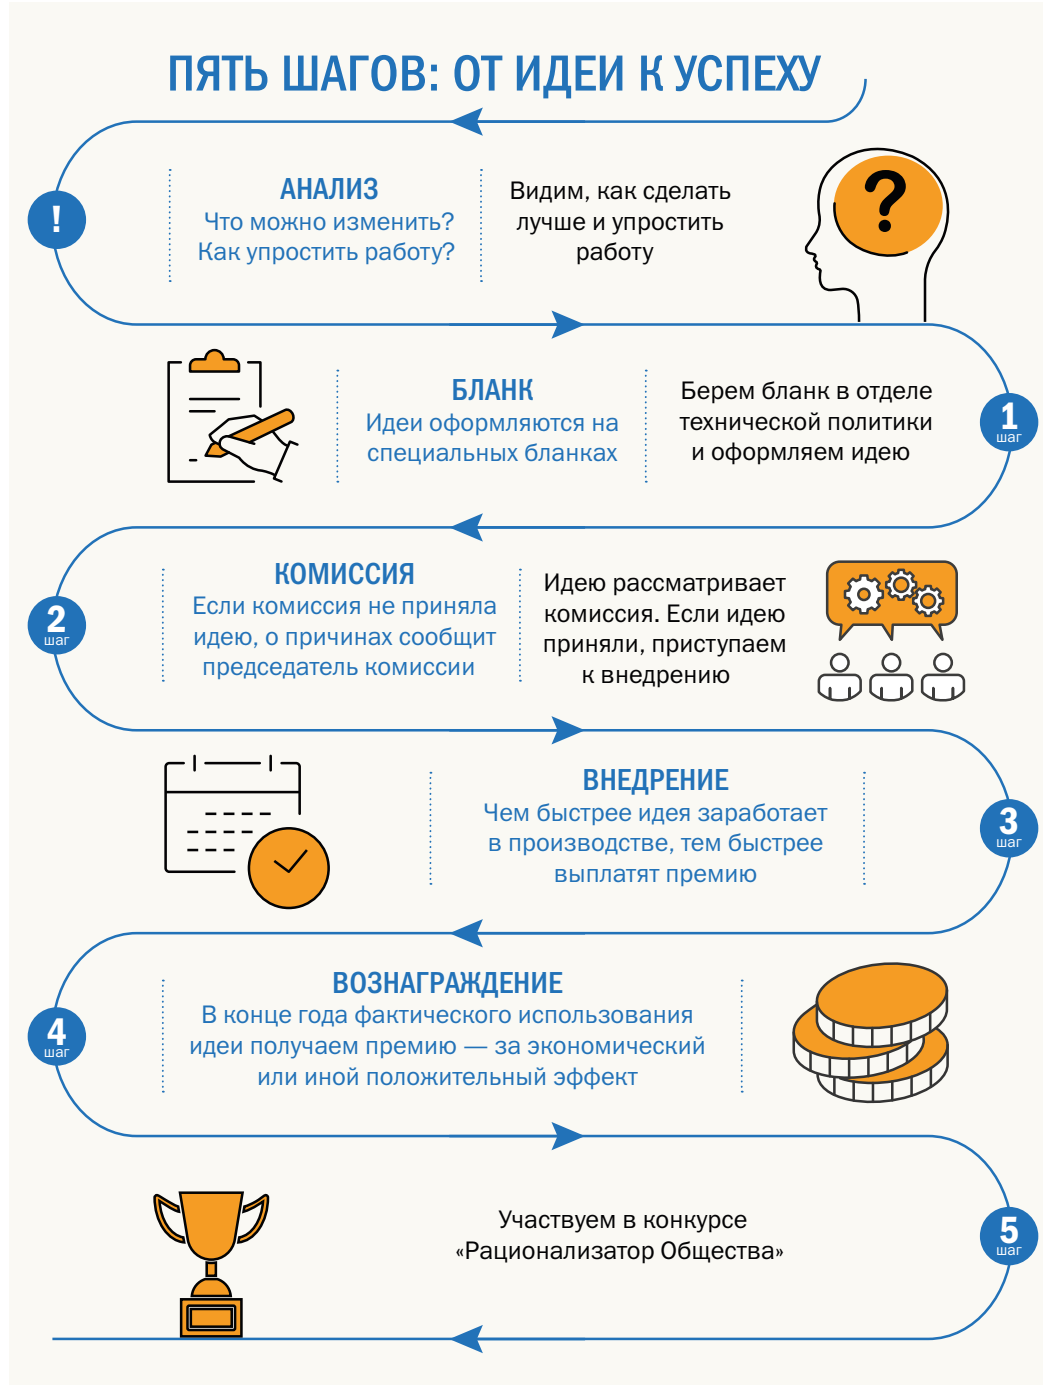 ПЯТЬ ШАГОВ: ОТ ИДЕИ К УСПЕХУ
!
АНАЛИЗ
Что можно изменить?
Как упростить работу?
Видим, как сделать
лучше и упростить
работу
?
БЛАНК
Идеи оформляются на
специальных бланках
Берем бланк в отделе
технической политики
и оформляем идею
1
шаг
2
шаг
КОМИССИЯ
Если комиссия не приняла
идею, о причинах сообщит
председатель комиссии
Идею рассматривает
комиссия. Если идею
приняли, приступаем
к внедрению
ВНЕДРЕНИЕ
Чем быстрее идея заработает
в производстве, тем быстрее
выплатят премию
3
шаг
4
шаг
ВОЗНАГРАЖДЕНИЕ
В конце года фактического использования
идеи получаем премию — за экономический
или иной положительный эффект
Участвуем в конкурсе
«Рационализатор Общества»
5
шаг